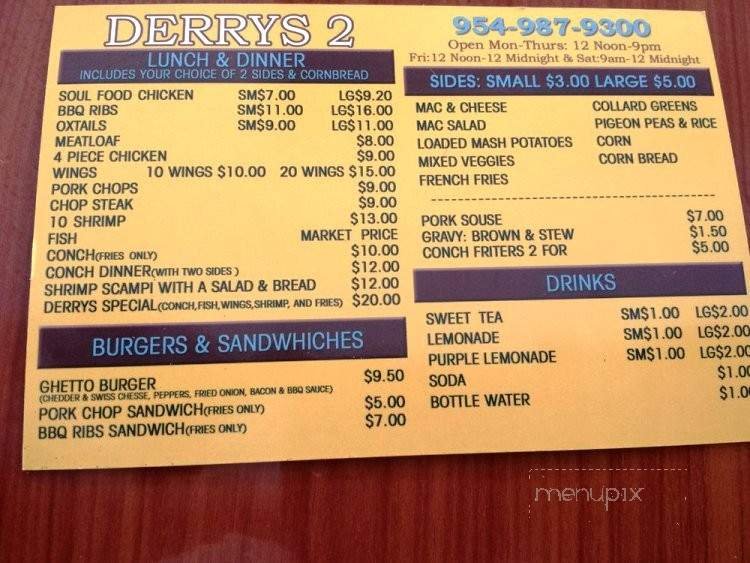 DERRYS 2
LUNCH & DINNER
INCLUDES YOUR CHOICE OF 2 SIDES & CORNBREAD
SOUL FOOD CHICKEN SM$7.00 LG$9.20
BBQ RIBS SM$11.00 LG$16.00
OXTAILS SM$9.00 LG$11.00
MEATLOAF $8.00
4 PIECE CHICKEN $9.00
WINGS 10 WINGS $10.00 20 WINGS $15.00
PORK CHOPS $9.00
CHOP STEAK $9.00
10 SHRIMP $13.00
FISH MARKET PRICE
CONCH(FRIES ONLY) $10.00
CONCH DINNER(WITH TWO SIDES ) $12.00
SHRIMP SCAMPI WITH A SALAD & BREAD $12.00
DERRYS SPECIAL(CONCH,FISH,WINGS,SHRIMP, AND FRIES) $20.00
BURGERS & SANDWHICHES
GHETTO BURGER $9.50
(CHEDDER & SWISS CHESSE, PEPPERS, FRIED ONION, BACON & BBQ SAUCE)
PORK CHOP SANDWICH(FRIES ONLY) $5.00
BBQ RIBS SANDWICH(FRIES ONLY) $7.00
954-987-9300
Open Mon-Thurs: 12 Noon-9pm
Fri:12 Noon-12 Midnight & Sat:9am-12 Midnight
SIDES: SMALL $3.00 LARGE $5.00
MAC & CHEESE COLLARD GREENS
MAC SALAD PIGEON PEAS & RICE
LOADED MASH POTATOES CORN
MIXED VEGGIES CORN BREAD
FRENCH FRIES
PORK SOUSE $7.00
GRAVY: BROWN & STEW $1.50
CONCH FRITERS 2 FOR $5.00
DRINKS
SWEET TEA SM$1.00 LG$2.00
LEMONADE SM$1.00 LG$2.00
PURPLE LEMONADE SM$1.00 LG$2.00
SODA $1.00
BOTTLE WATER $1.00
menupix